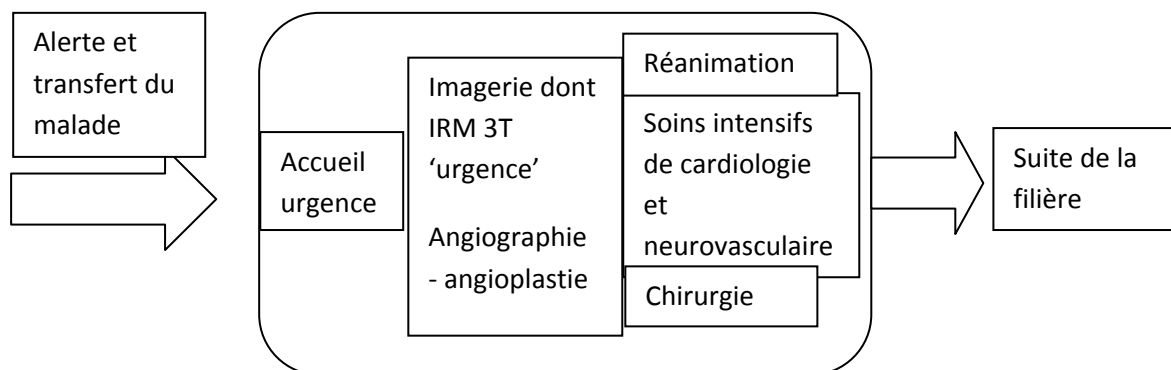 Alerte et
transfert du
malade
Accueil
urgence
Imagerie dont
IRM 3T
‘urgence’
Angiographie
- angioplastie
Réanimation
Soins intensifs
de cardiologie
et
neurovasculaire
Chirurgie
Suite de la
filière